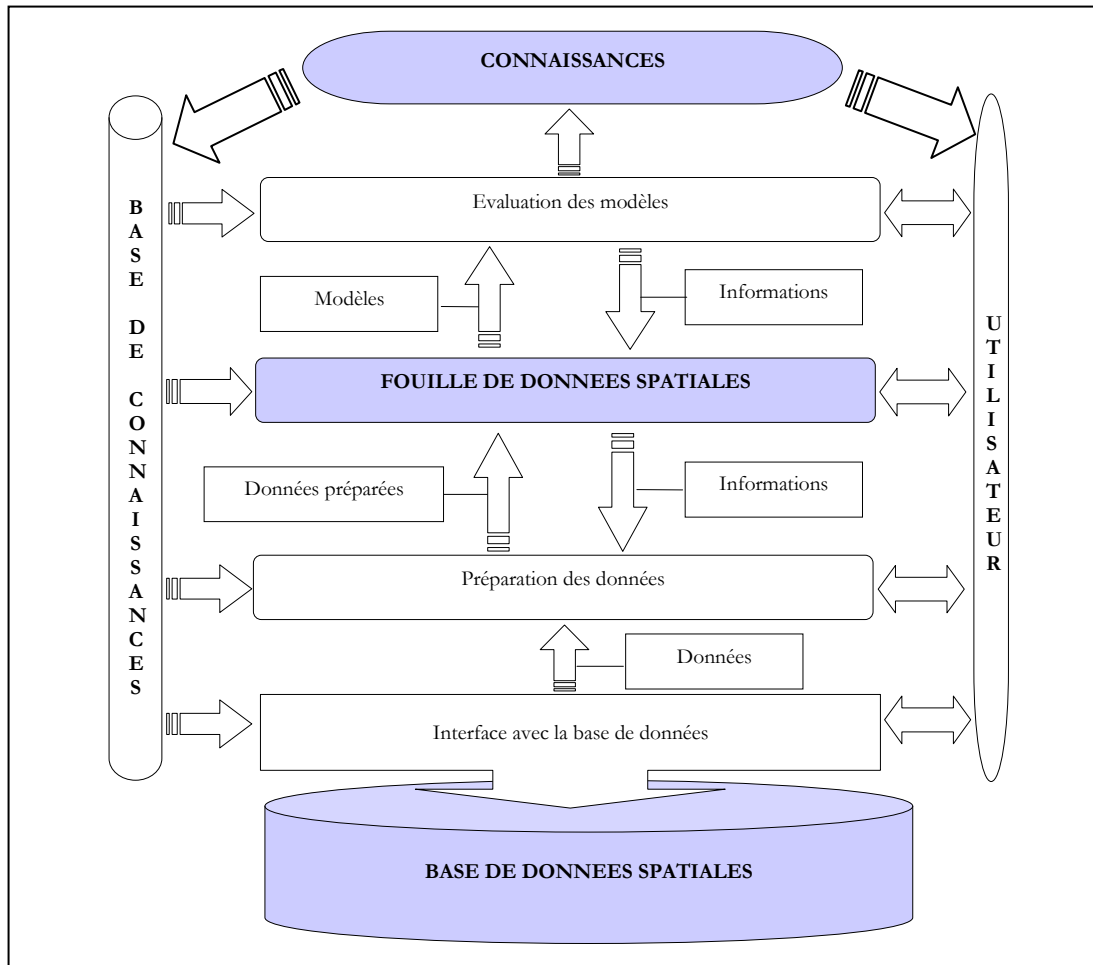 CONNAISSANCES
BASE DE CONNAISSANCES
Evaluation des modèles
Modèles
Informations
UTILLISATEUR
FOUILLE DE DONNEES SPATIALES
Données préparées
Informations
Préparation des données
Données
Interface avec la base de données
BASE DE DONNEES SPATIALES